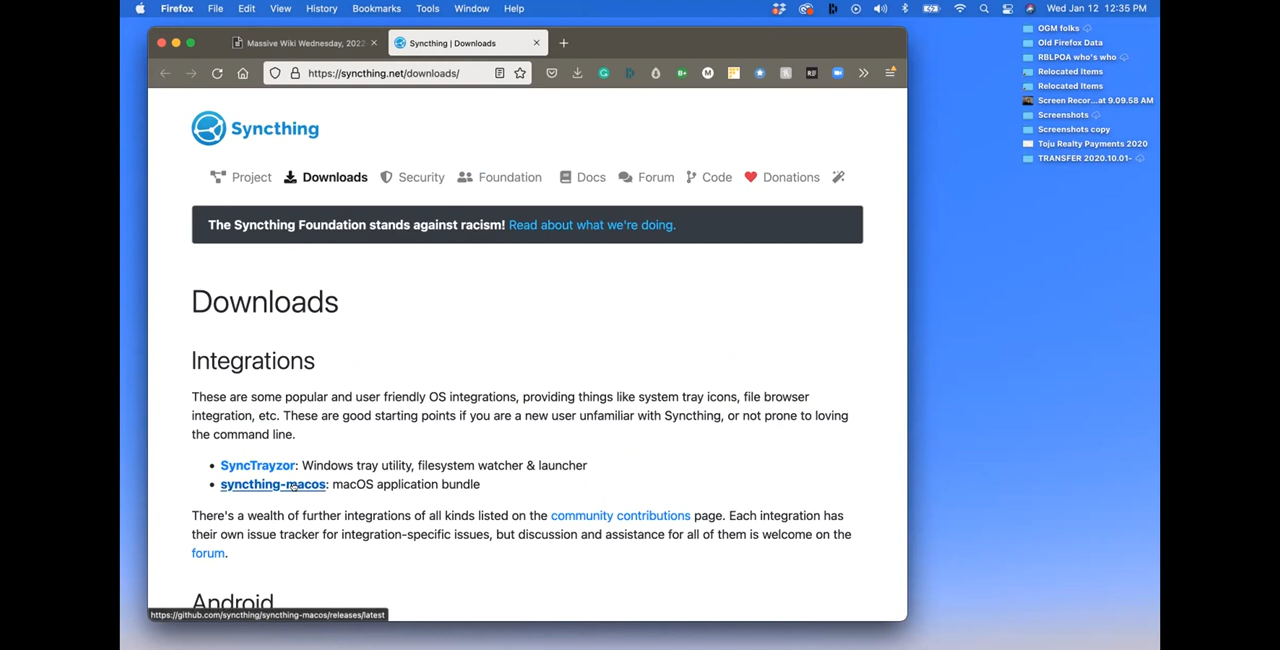 Firefox File Edit View History Bookmarks Tools Window Help Wed Jan 12 12:35 PM
OGM folks
Old Firefox Data
RBLPOA who's who
Relocated Items
Relocated Items
Screen Recor...at 9.09.58 AM
Screenshots
Screenshots copy
Toju Realty Payments 2020
TRANSFER 2020.10.01-
Massive Wiki Wednesday, 2022 Syncthing | Downloads
https://syncthing.net/downloads/
Syncthing
Project Downloads Security Foundation Docs Forum Code Donations
The Syncthing Foundation stands against racism! Read about what we're doing.
Downloads
Integrations
These are some popular and user friendly OS integrations, providing things like system tray icons, file browser
integration, etc. These are good starting points if you are a new user unfamiliar with Syncthing, or not prone to loving
the command line.
• SyncTrayzor: Windows tray utility, filesystem watcher & launcher
• syncthing-macos: macOS application bundle
There's a wealth of further integrations of all kinds listed on the community contributions page. Each integration has
their own issue tracker for integration-specific issues, but discussion and assistance for all of them is welcome on the
forum.
Android
https://github.com/syncthing/syncthing-macos/releases/latest